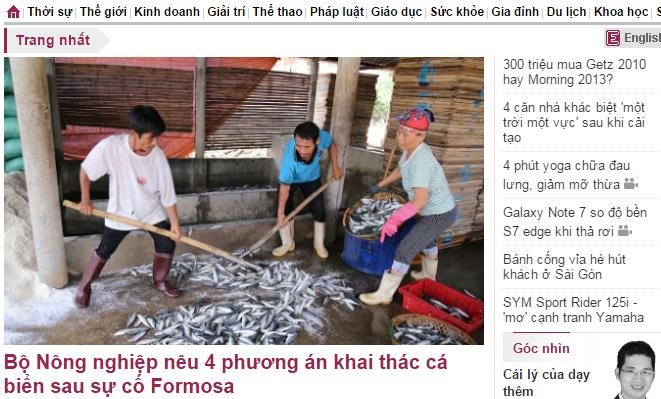 Thời sự Thế giới Kinh doanh Giải trí Thể thao Pháp luật Giáo dục Sức khỏe Gia đình Du lịch Khoa học
Trang nhất
E English
Bộ Nông nghiệp nêu 4 phương án khai thác cá
biển sau sự cố Formosa
300 triệu mua Getz 2010
hay Morning 2013?
4 căn nhà khác biệt 'một
trời một vực' sau khi cải
tạo
4 phút yoga chữa đau
lưng, giảm mỡ thừa
Galaxy Note 7 so độ bền
S7 edge khi thả rơi
Bánh cống vỉa hè hút
khách ở Sài Gòn
SYM Sport Rider 125i -
'mơ' cạnh tranh Yamaha
Góc nhìn
Cái lý của dạy
thêm